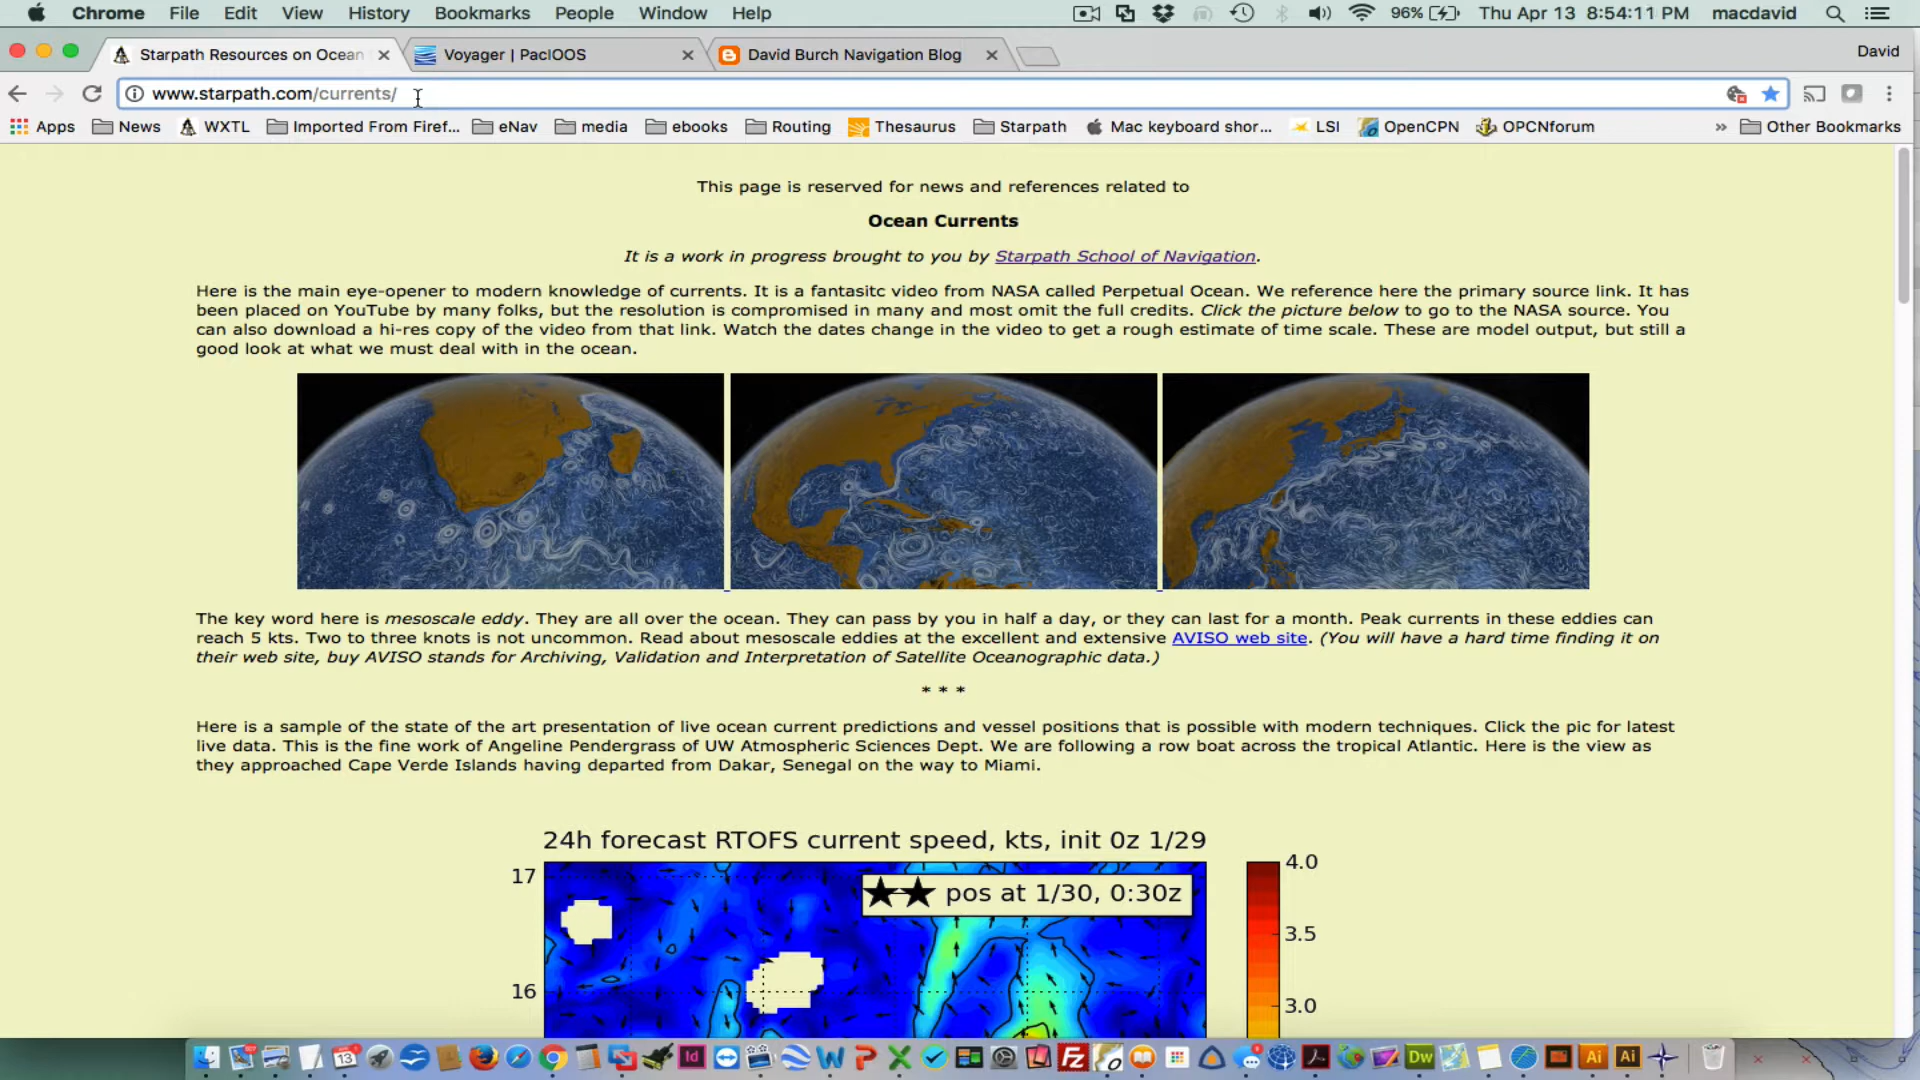 Chrome File Edit View History Bookmarks People Window Help 96% Thu Apr 13 8:54:11 PM macdavid
Starpath Resources on Ocean Voyager | PacIOOS David Burch Navigation Blog David
www.starpath.com/currents/
Apps News WXTL Imported From Firef... eNav media ebooks Routing Thesaurus Starpath Mac keyboard shor... LSI OpenCPN OPCNforum » Other Bookmarks
This page is reserved for news and references related to
Ocean Currents
It is a work in progress brought to you by Starpath School of Navigation.
Here is the main eye-opener to modern knowledge of currents. It is a fantasitc video from NASA called Perpetual Ocean. We reference here the primary source link. It has
been placed on YouTube by many folks, but the resolution is compromised in many and most omit the full credits. Click the picture below to go to the NASA source. You
can also download a hi-res copy of the video from that link. Watch the dates change in the video to get a rough estimate of time scale. These are model output, but still a
good look at what we must deal with in the ocean.
The key word here is mesoscale eddy. They are all over the ocean. They can pass by you in half a day, or they can last for a month. Peak currents in these eddies can
reach 5 kts. Two to three knots is not uncommon. Read about mesoscale eddies at the excellent and extensive AVISO web site. (You will have a hard time finding it on
their web site, buy AVISO stands for Archiving, Validation and Interpretation of Satellite Oceanographic data.)
* * *
Here is a sample of the state of the art presentation of live ocean current predictions and vessel positions that is possible with modern techniques. Click the pic for latest
live data. This is the fine work of Angeline Pendergrass of UW Atmospheric Sciences Dept. We are following a row boat across the tropical Atlantic. Here is the view as
they approached Cape Verde Islands having departed from Dakar, Senegal on the way to Miami.
24h forecast RTOFS current speed, kts, init 0z 1/29
17 4.0
pos at 1/30, 0:30z
3.5
16 3.0
13 Id W P X Fz Dw Ai Ai